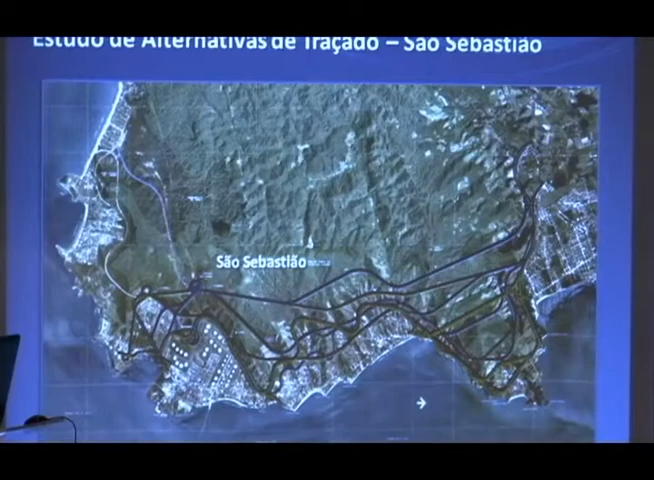 Estudo de Alternativas de Traçado – São Sebastião
São Sebastião